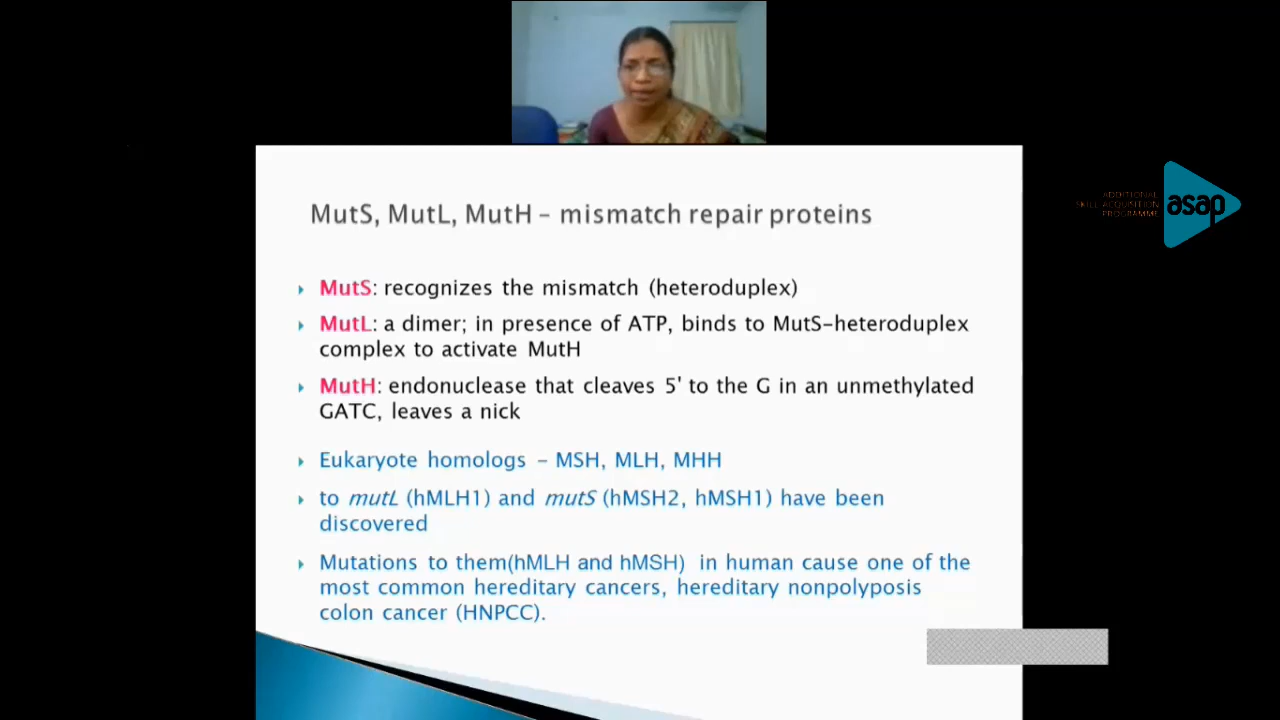 MutS, MutL, MutH – mismatch repair proteins
MutS: recognizes the mismatch (heteroduplex)
MutL: a dimer; in presence of ATP, binds to MutS-heteroduplex
complex to activate MutH
MutH: endonuclease that cleaves 5' to the G in an unmethylated
GATC, leaves a nick
Eukaryote homologs – MSH, MLH, MHH
to mutL (hMLH1) and mutS (hMSH2, hMSH1) have been
discovered
Mutations to them(hMLH and hMSH) in human cause one of the
most common hereditary cancers, hereditary nonpolyposis
colon cancer (HNPCC).
ADDITIONAL
SKILL ACQUISITION
PROGRAMME
asap